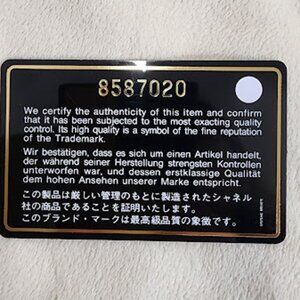 8587020
We certify the authenticity of this item and confirm
that it has been subjected to the most exacting quality
control. Its high quality is a symbol of the fine reputation
of the Trademark.
Wir bestätigen, dass es sich um einen Artikel handelt,
der während seiner Herstellung strengsten Kontrollen
unterworfen war, und dessen erstklassige Qualität
dem hohen Ansehen unserer Marke entspricht.
この製品は厳しい管理のもとに製造されたシャネル
社の商品であることを証明いたします。
このブランド・マークは最高級品質の象徴です。